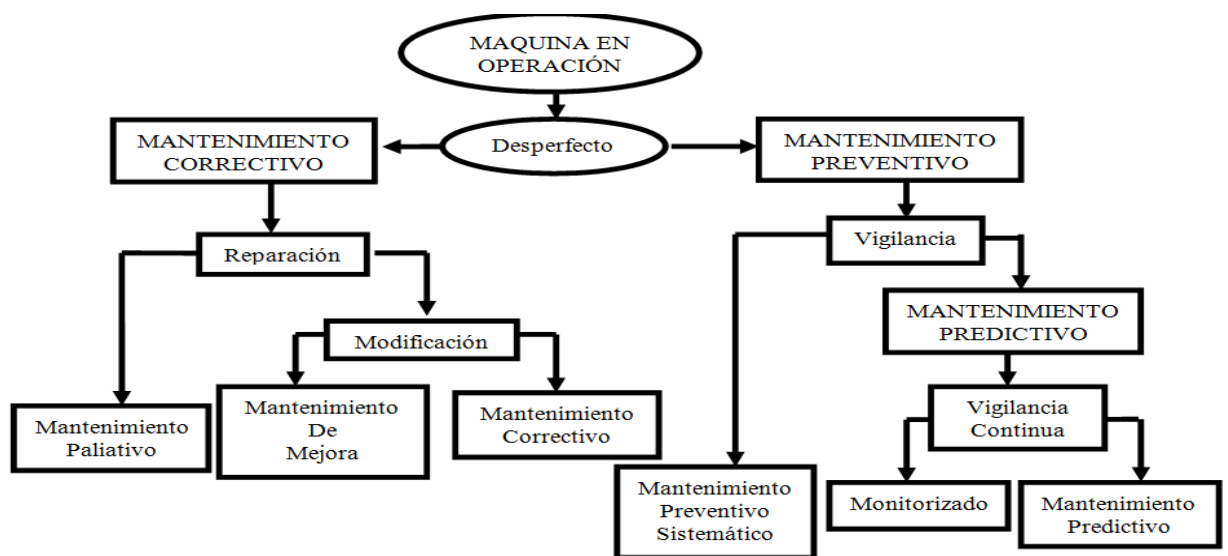 MAQUINA EN
OPERACIÓN
Desperfecto
MANTENIMIENTO
CORRECTIVO
MANTENIMIENTO
PREVENTIVO
Reparación
Vigilancia
Modificación
MANTENIMIENTO
PREDICTIVO
Mantenimiento
Paliativo
Mantenimiento
De
Mejora
Mantenimiento
Correctivo
Vigilancia
Continua
Mantenimiento
Preventivo
Sistemático
Monitorizado
Mantenimiento
Predictivo